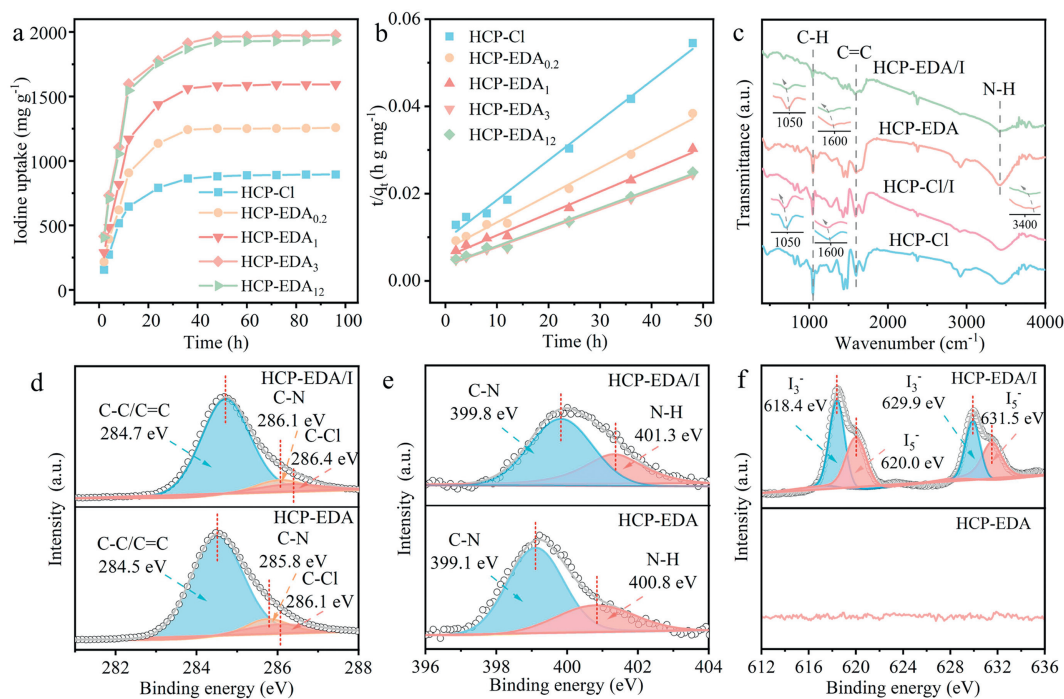 a
Iodine uptake (mg g⁻¹)
2000
1500
1000
500
0
HCP-Cl
HCP-EDA₀.₂
HCP-EDA₁
HCP-EDA₃
HCP-EDA₁₂
0 20 40 60 80 100
Time (h)
b
t/qₜ (h g mg⁻¹)
0.06
0.04
0.02
0.00
HCP-Cl
HCP-EDA₀.₂
HCP-EDA₁
HCP-EDA₃
HCP-EDA₁₂
0 10 20 30 40 50
Time (h)
c
Transmittance (a.u.)
C-H
C=C
HCP-EDA/I
N-H
1050
1600
HCP-EDA
HCP-Cl/I
3400
1050
1600
HCP-Cl
1000 2000 3000 4000
Wavenumber (cm⁻¹)
d
Intensity (a.u.)
HCP-EDA/I
C-C/C=C
284.7 eV
C-N
286.1 eV
C-Cl
286.4 eV
HCP-EDA
C-C/C=C
284.5 eV
C-N
285.8 eV
C-Cl
286.1 eV
282 284 286 288
Binding energy (eV)
e
Intensity (a.u.)
HCP-EDA/I
C-N
399.8 eV
N-H
401.3 eV
HCP-EDA
C-N
399.1 eV
N-H
400.8 eV
396 398 400 402 404
Binding energy (eV)
f
Intensity (a.u.)
I₃⁻
618.4 eV
I₅⁻
620.0 eV
I₃⁻
629.9 eV
HCP-EDA/I
I₅⁻
631.5 eV
HCP-EDA
612 616 620 624 628 632 636
Binding energy (eV)